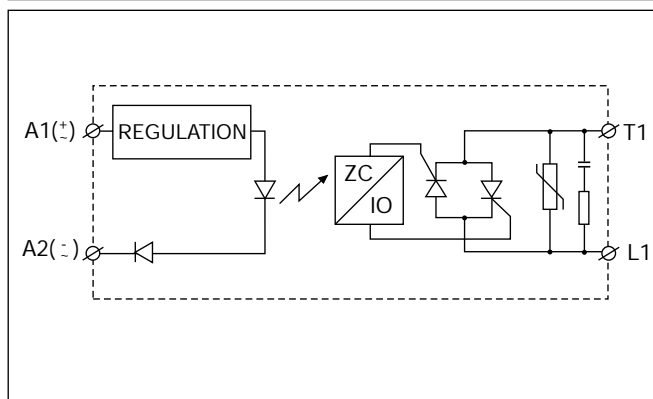 A1(+~)
REGULATION
T1
ZC
IO
A2(-~)
L1